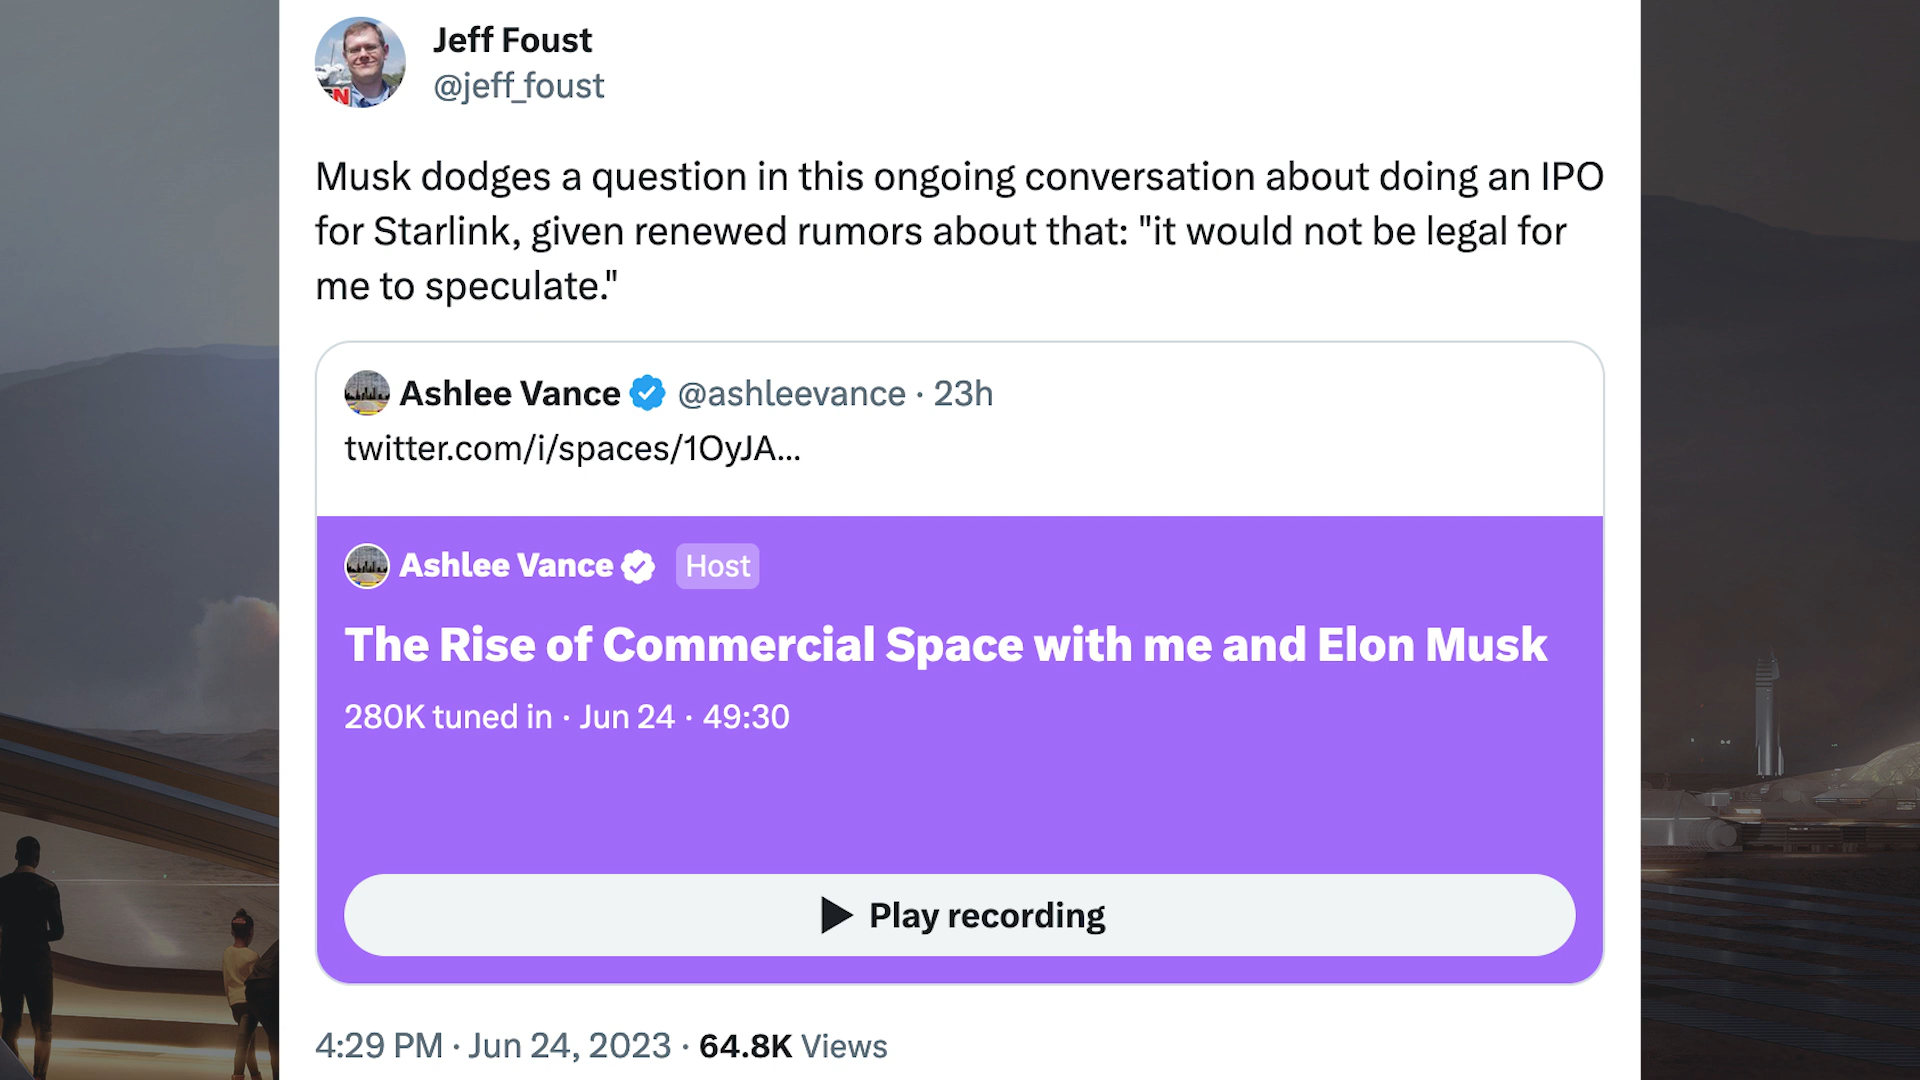 Jeff Foust
@jeff_foust
Musk dodges a question in this ongoing conversation about doing an IPO
for Starlink, given renewed rumors about that: "it would not be legal for
me to speculate."
Ashlee Vance @ashleevance · 23h
twitter.com/i/spaces/1OyJA...
Ashlee Vance Host
The Rise of Commercial Space with me and Elon Musk
280K tuned in · Jun 24 · 49:30
Play recording
4:29 PM · Jun 24, 2023 · 64.8K Views